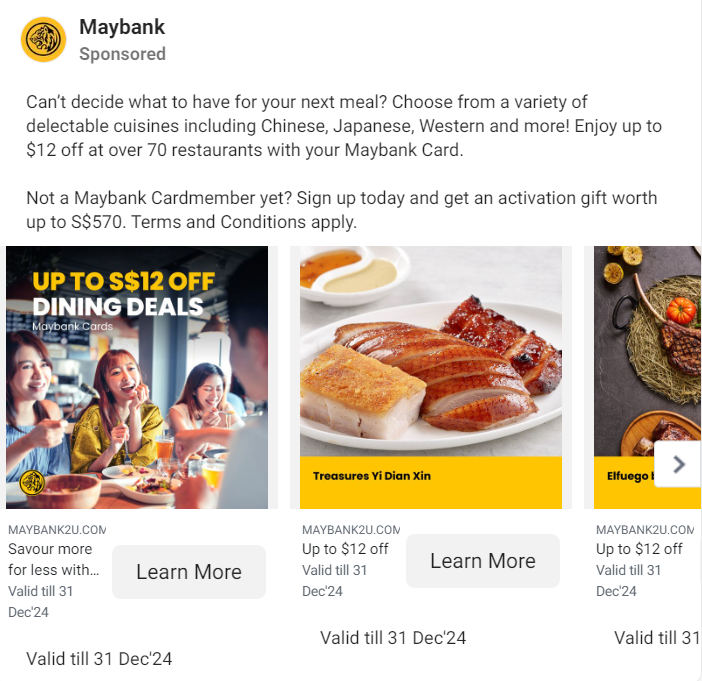 Maybank
Sponsored
Can't decide what to have for your next meal? Choose from a variety of
delectable cuisines including Chinese, Japanese, Western and more! Enjoy up to
$12 off at over 70 restaurants with your Maybank Card.
Not a Maybank Cardmember yet? Sign up today and get an activation gift worth
up to S$570. Terms and Conditions apply.
UP TO S$12 OFF
DINING DEALS
Maybank Cards
MAYBANK2U.COM
Savour more
for less with...
Valid till 31
Dec'24
Learn More
Valid till 31 Dec'24
Treasures Yi Dian Xin
MAYBANK2U.COM
Up to $12 off
Valid till 31
Dec'24
Learn More
Valid till 31 Dec'24
Elfuego
MAYBANK2U.COM
Up to $12 off
Valid till 31
Dec'24
Valid till 31